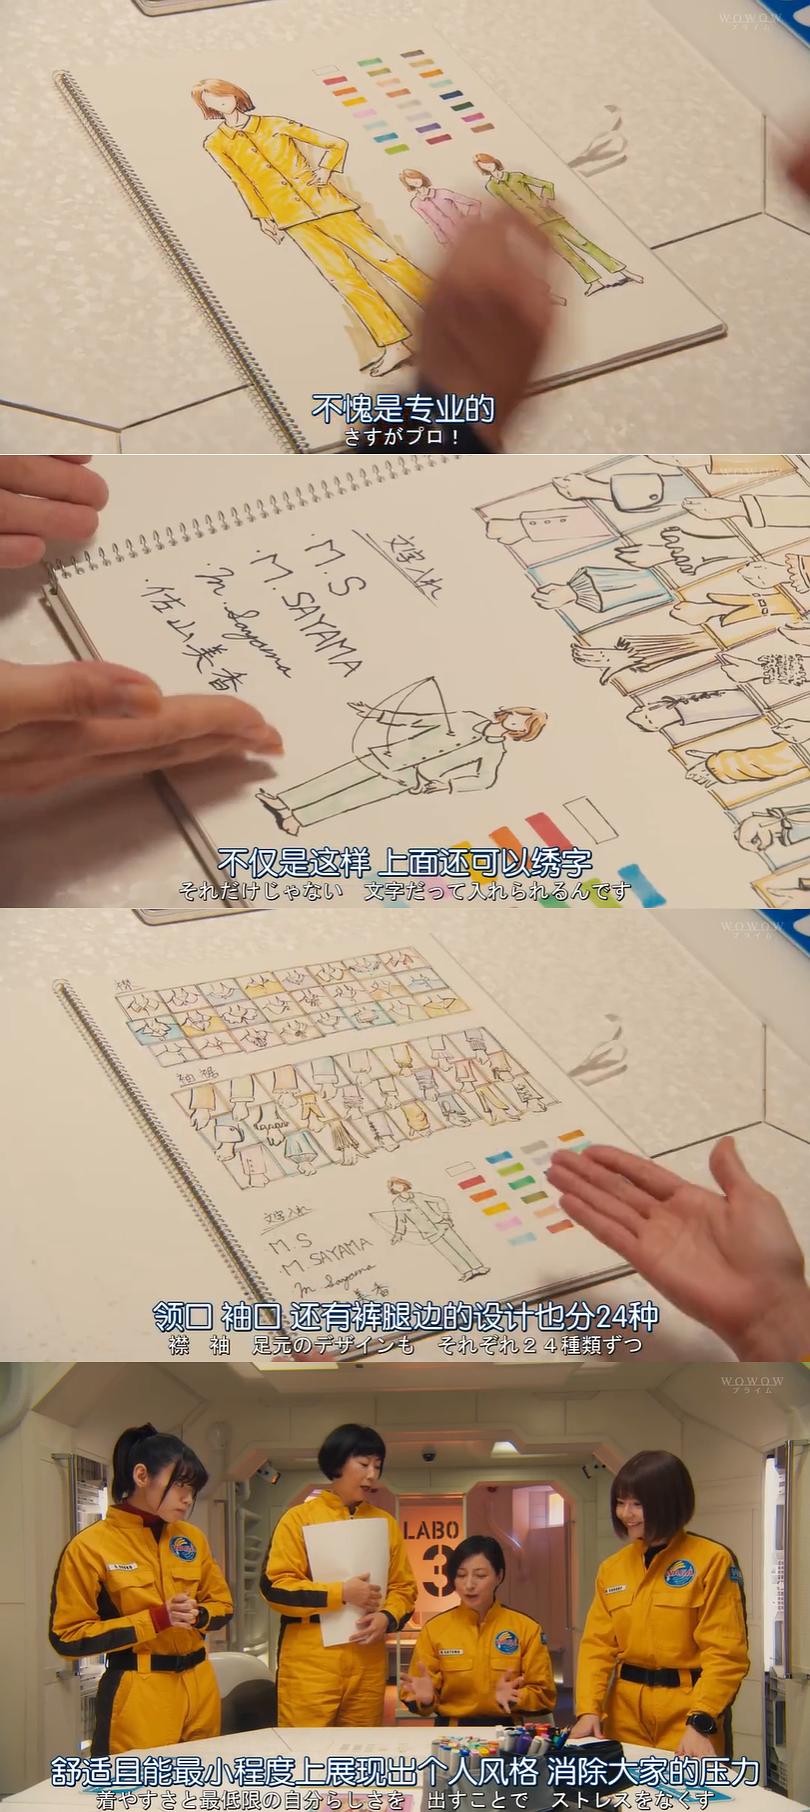 WOWOW
プライム
不愧是专业的
さすがプロ！
WOWOW
文字入れ
・M.S
・M.SAYAMA
・M.Sayama
・佐山美香
不仅是这样 上面还可以绣字
それだけじゃない　文字だって入れられるんです
WOWOW
プライム
襟
袖 裾
文字入れ
・M.S
・M.SAYAMA
m Sayama
美香
领口 袖口 还有裤腿边的设计也分24种
襟　袖　足元のデザインも　それぞれ２４種類ずつ
WOWOW
プライム
LABO
3
舒适且能最小程度上展现出个人风格 消除大家的压力
着やすさと最低限の自分らしさを　出すことで　ストレスをなくす